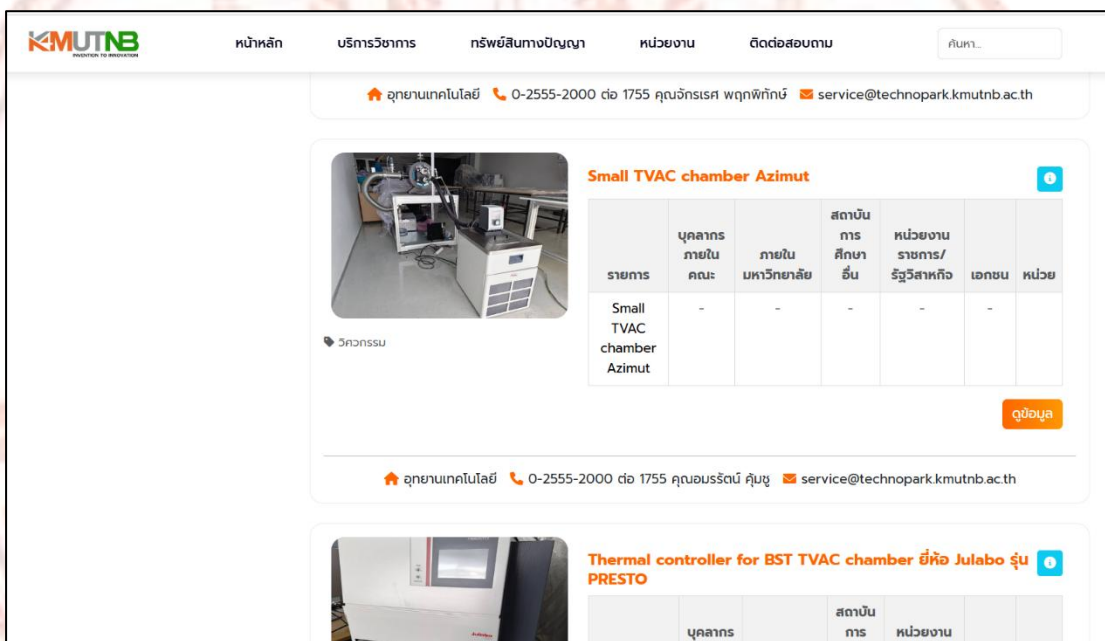 KMUTNB
INVENTION TO INNOVATION
หน้าหลัก บริการวิชาการ ทรัพย์สินทางปัญญา หน่วยงาน ติดต่อสอบถาม ค้นหา...
อุทยานเทคโนโลยี 0-2555-2000 ต่อ 1755 คุณจักรเรศ พฤกพิทักษ์ service@technopark.kmutnb.ac.th
Small TVAC chamber Azimut
รายการ บุคลากรภายในคณะ ภายในมหาวิทยาลัย สถาบันการศึกษาอื่น หน่วยงานราชการ/รัฐวิสาหกิจ เอกชน หน่วย
Small TVAC chamber Azimut - - - - -
วิศวกรรม
ดูข้อมูล
อุทยานเทคโนโลยี 0-2555-2000 ต่อ 1755 คุณอมรรัตน์ คุ้มชู service@technopark.kmutnb.ac.th
Thermal controller for BST TVAC chamber ยี่ห้อ Julabo รุ่น
PRESTO
สถาบัน
การ
บุคลากร ศึกษา หน่วยงาน